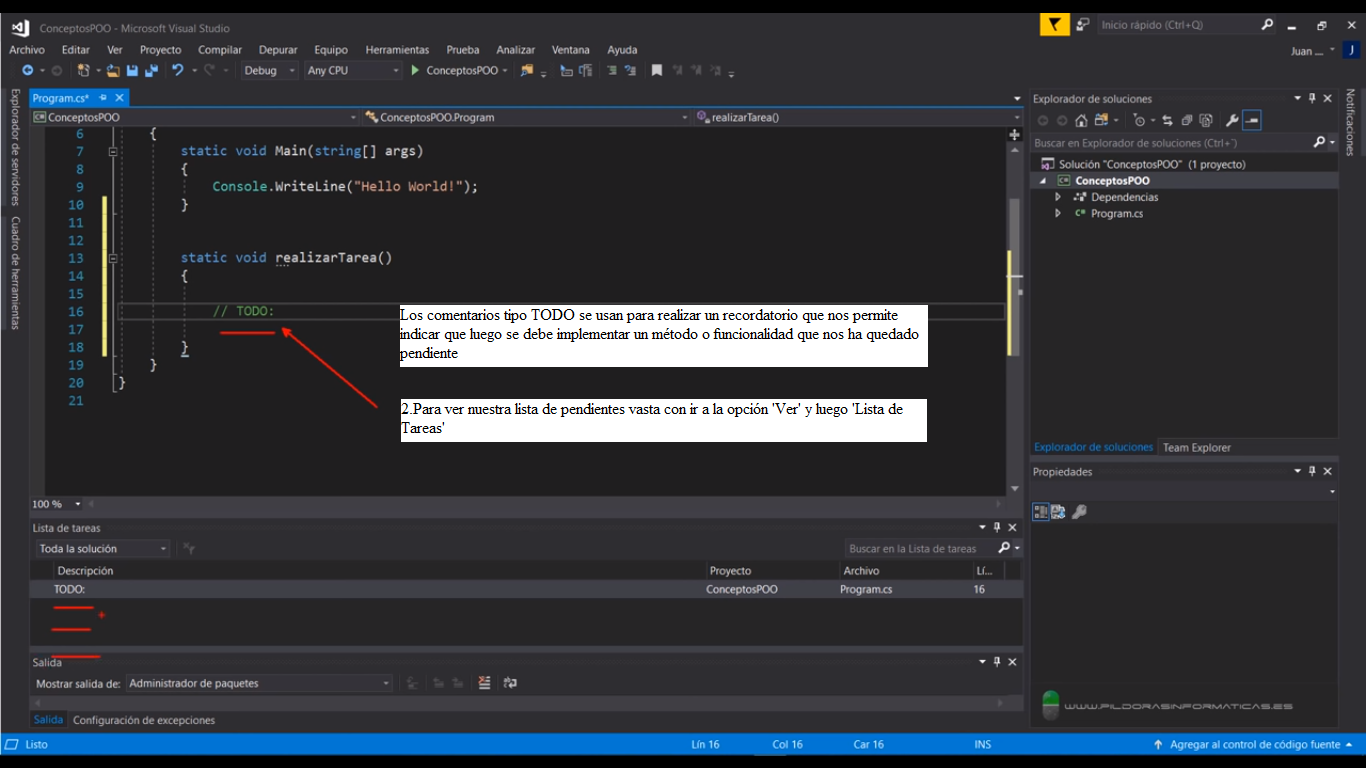 ConceptosPOO - Microsoft Visual Studio
Inicio rápido (Ctrl+Q)
Archivo Editar Ver Proyecto Compilar Depurar Equipo Herramientas Prueba Analizar Ventana Ayuda
Juan ... J
Debug Any CPU ConceptosPOO
Explorador de servidores
Cuadro de herramientas
Program.cs*
ConceptosPOO ConceptosPOO.Program realizarTarea()
6 {
7 static void Main(string[] args)
8 {
9 Console.WriteLine("Hello World!");
10 }
11
12
13 static void realizarTarea()
14 {
15
16 // TODO:
17
18 }
19 }
20 }
21
Los comentarios tipo TODO se usan para realizar un recordatorio que nos permite
indicar que luego se debe implementar un método o funcionalidad que nos ha quedado
pendiente
2.Para ver nuestra lista de pendientes vasta con ir a la opción 'Ver' y luego 'Lista de
Tareas'
100 %
Lista de tareas
Toda la solución
Buscar en la Lista de tareas
Descripción Proyecto Archivo Lí...
TODO: ConceptosPOO Program.cs 16
Salida
Mostrar salida de: Administrador de paquetes
Salida Configuración de excepciones
Explorador de soluciones
Buscar en Explorador de soluciones (Ctrl+¨)
Solución "ConceptosPOO" (1 proyecto)
ConceptosPOO
Dependencias
C# Program.cs
Explorador de soluciones Team Explorer
Propiedades
Notificaciones
WWW.PILDORASINFORMATICAS.ES
Listo Lín 16 Col 16 Car 16 INS Agregar al control de código fuente